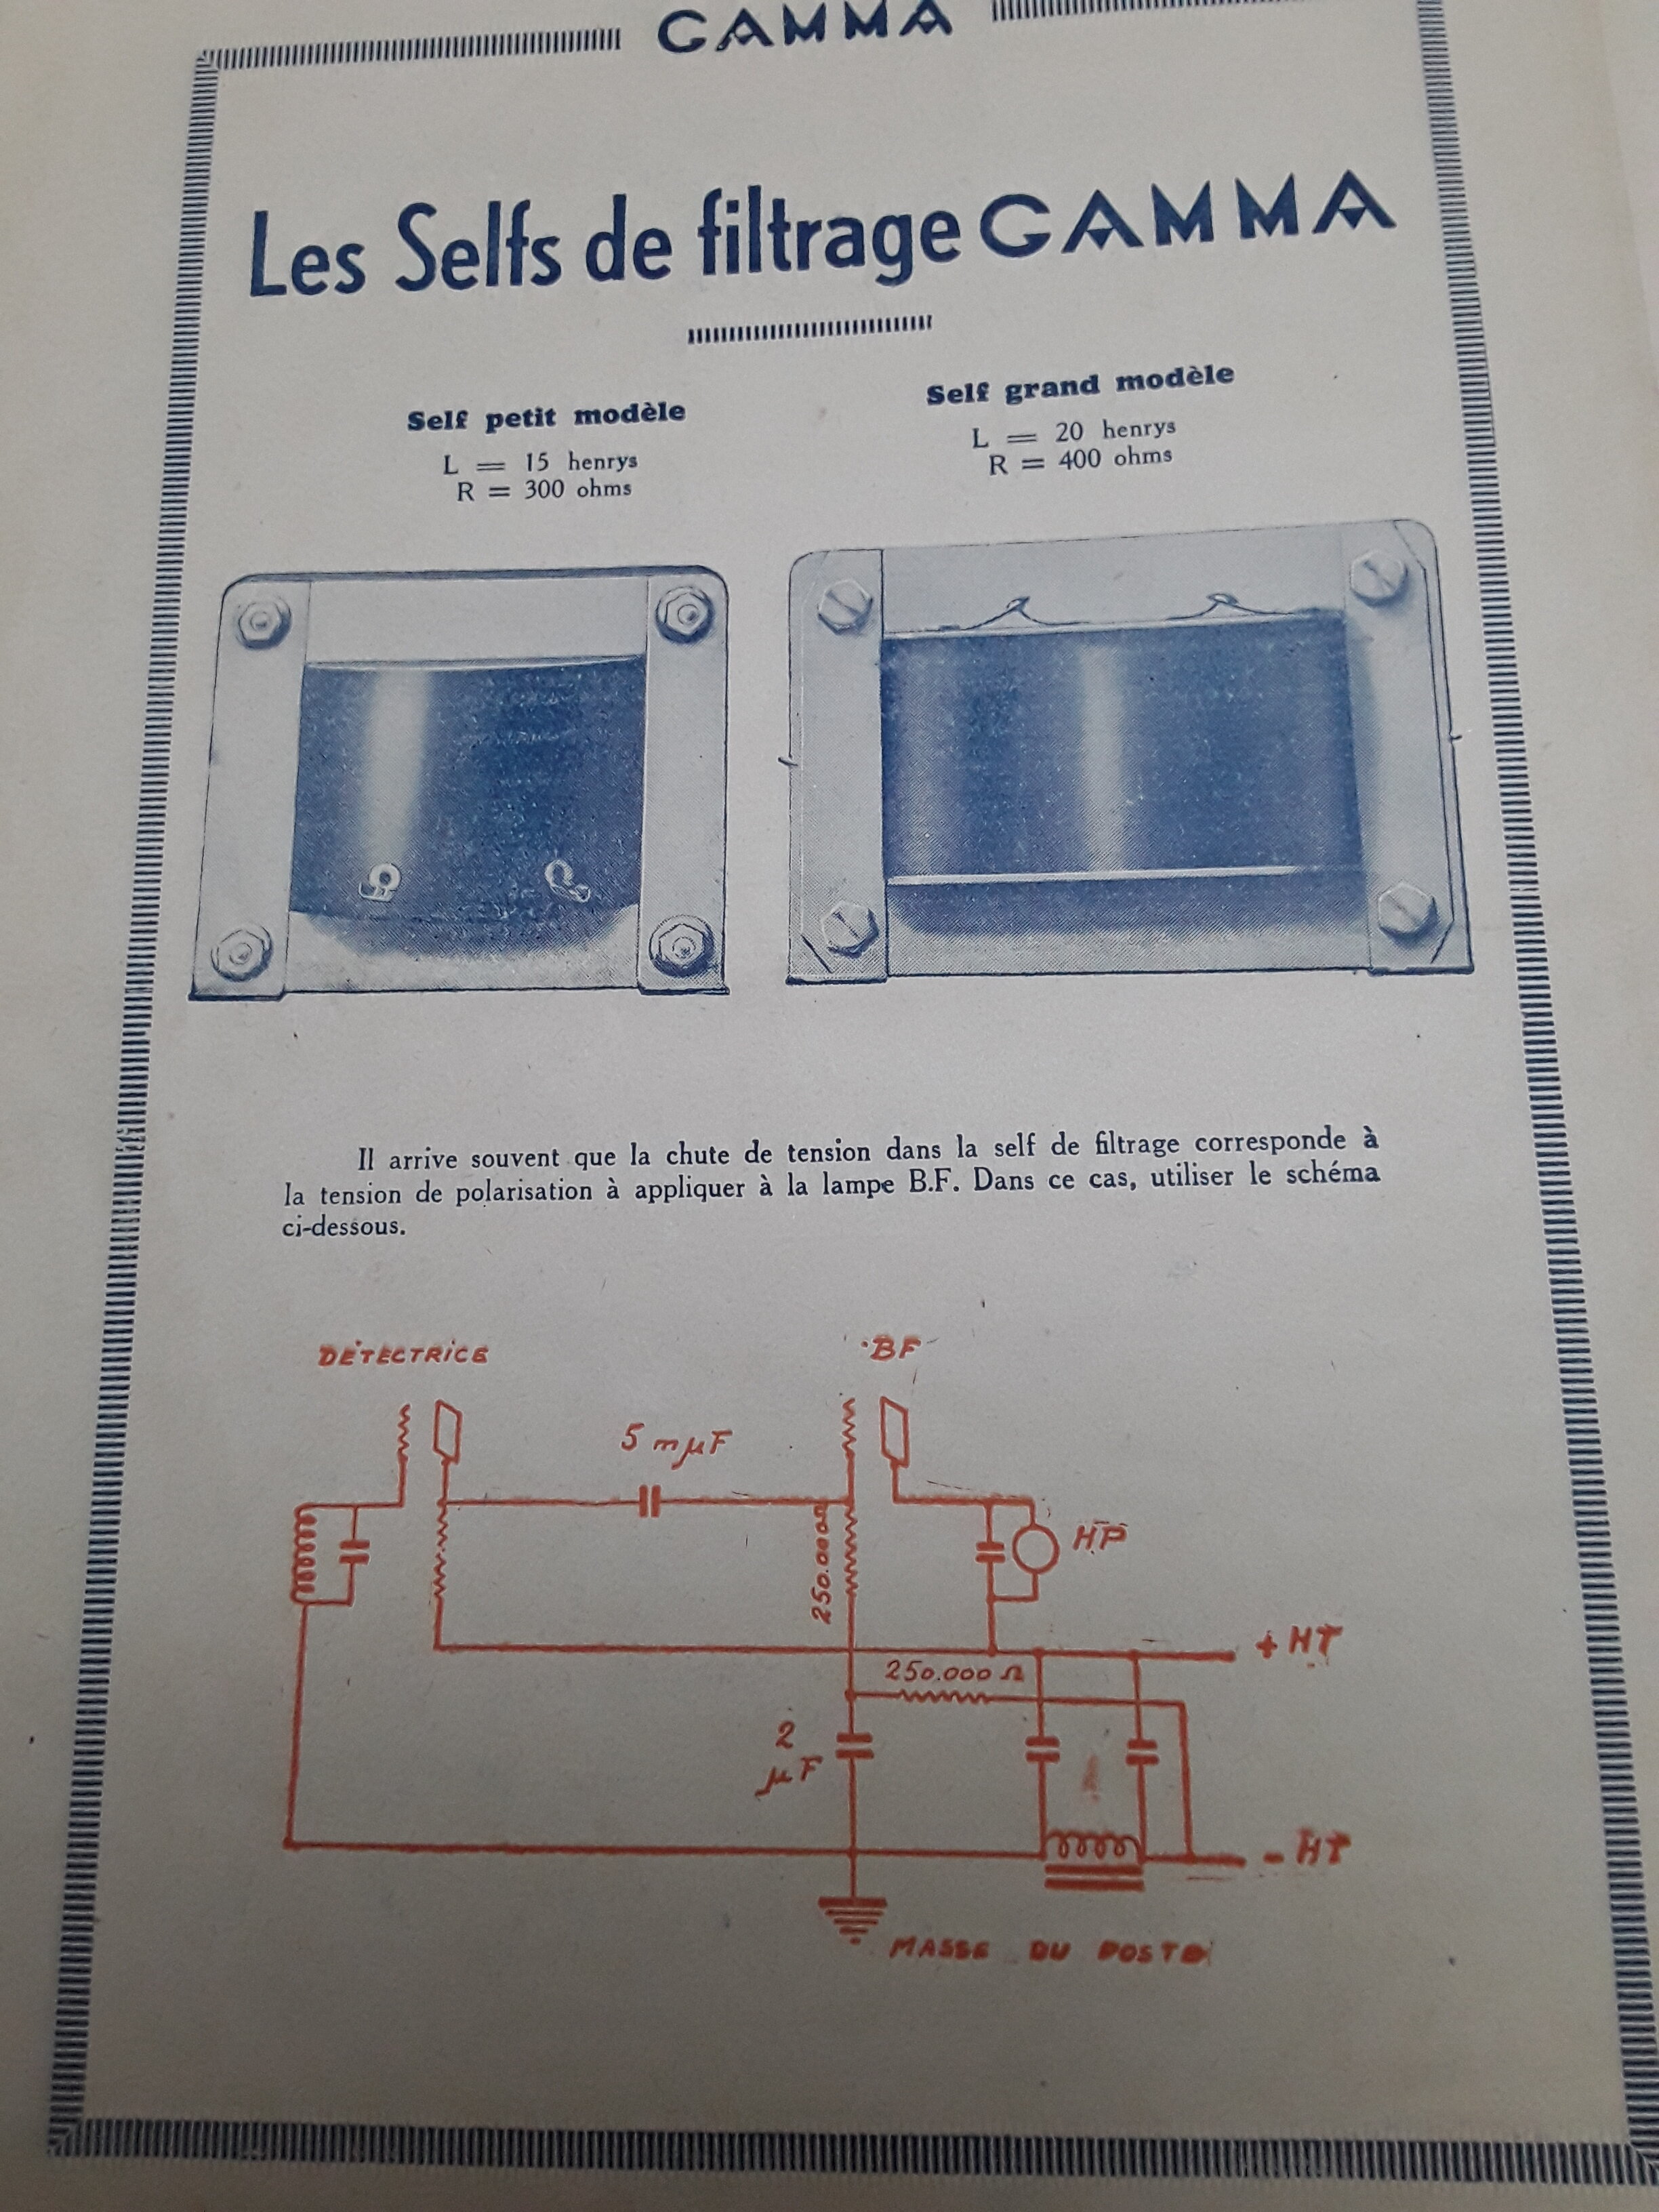 GAMMA
Les Selfs de filtrage GAMMA
Self petit modèle
L = 15 henrys
R = 300 ohms
Self grand modèle
L = 20 henrys
R = 400 ohms
Il arrive souvent que la chute de tension dans la self de filtrage corresponde à
la tension de polarisation à appliquer à la lampe B.F. Dans ce cas, utiliser le schéma
ci-dessous.
DÉTECTRICE
BF
5 mμF
250.000Ω
HP
+ HT
250.000 Ω
2
μF
- HT
MASSE DU POSTE